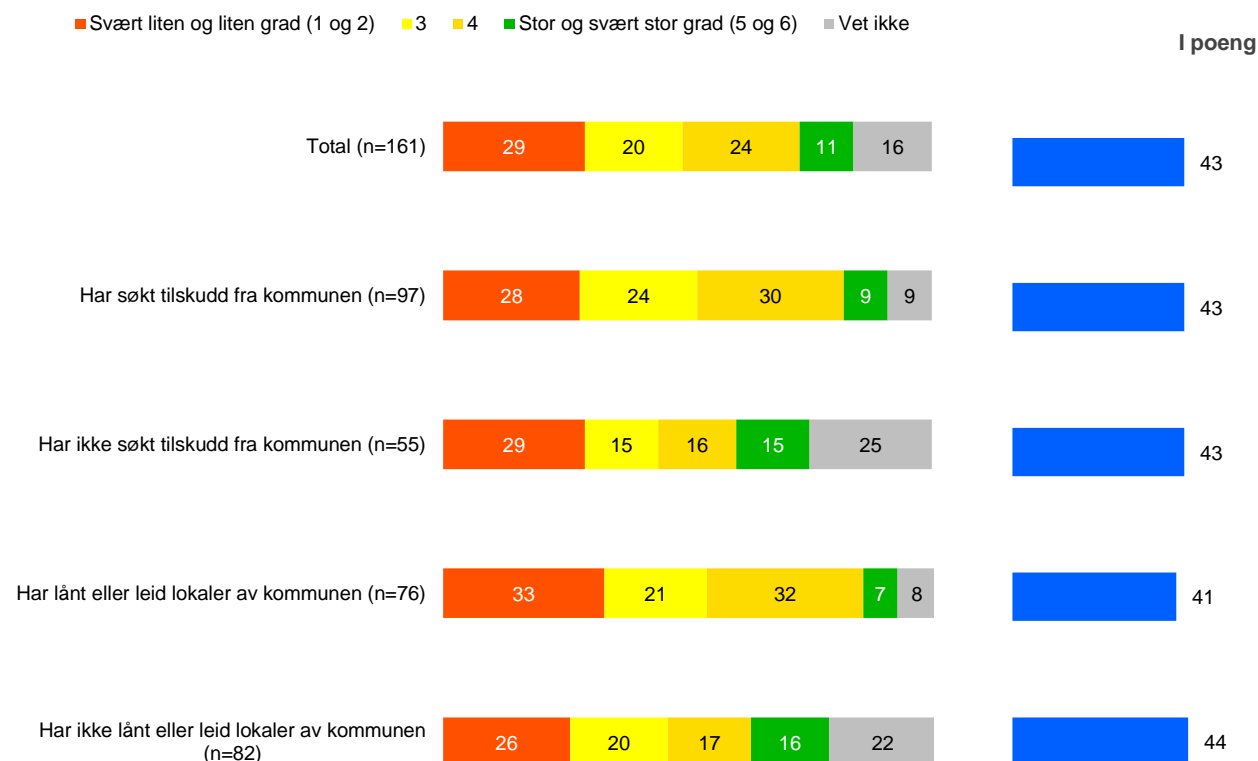 Svært liten og liten grad (1 og 2) 3 4 Stor og svært stor grad (5 og 6) Vet ikke
I poeng
Total (n=161) 29 20 24 11 16 43
Har søkt tilskudd fra kommunen (n=97) 28 24 30 9 9 43
Har ikke søkt tilskudd fra kommunen (n=55) 29 15 16 15 25 43
Har lånt eller leid lokaler av kommunen (n=76) 33 21 32 7 8 41
Har ikke lånt eller leid lokaler av kommunen
(n=82) 26 20 17 16 22 44